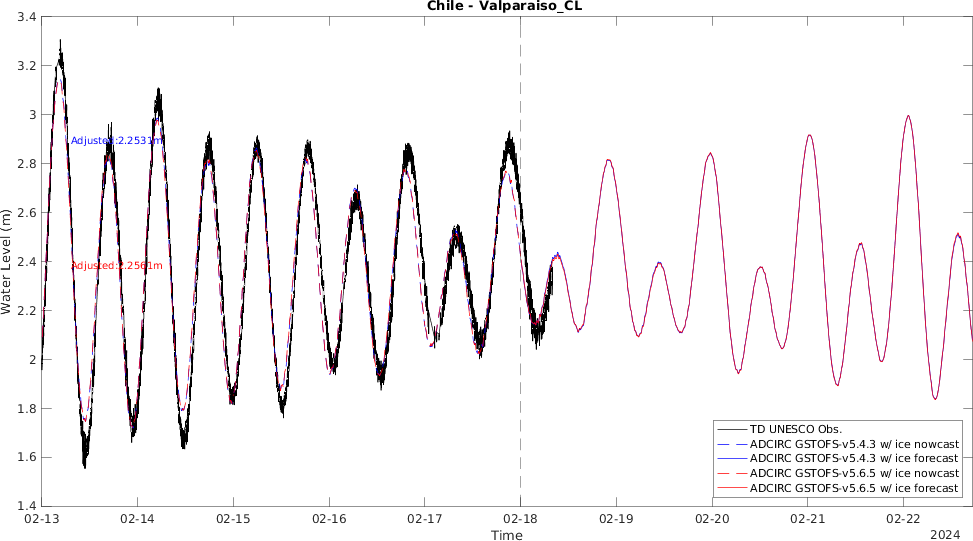 Chile - Valparaiso_CL
3.4
3.2
3
2.8
2.6
2.4
2.2
2
1.8
1.6
1.4
Water Level (m)
Adjusted:2.2531m
Adjusted:2.2561m
TD UNESCO Obs.
ADCIRC GSTOFS-v5.4.3 w/ ice nowcast
ADCIRC GSTOFS-v5.4.3 w/ ice forecast
ADCIRC GSTOFS-v5.6.5 w/ ice nowcast
ADCIRC GSTOFS-v5.6.5 w/ ice forecast
02-13 02-14 02-15 02-16 02-17 02-18 02-19 02-20 02-21 02-22
Time
2024